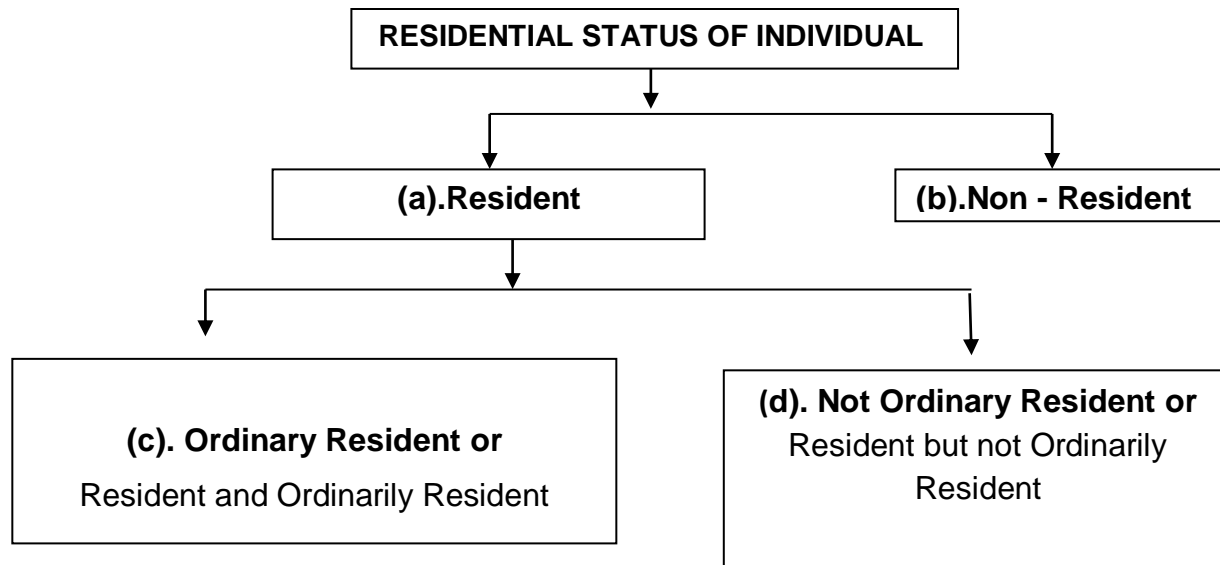 RESIDENTIAL STATUS OF INDIVIDUAL
(a).Resident
(b).Non - Resident
(c). Ordinary Resident or
Resident and Ordinarily Resident
(d). Not Ordinary Resident or
Resident but not Ordinarily
Resident